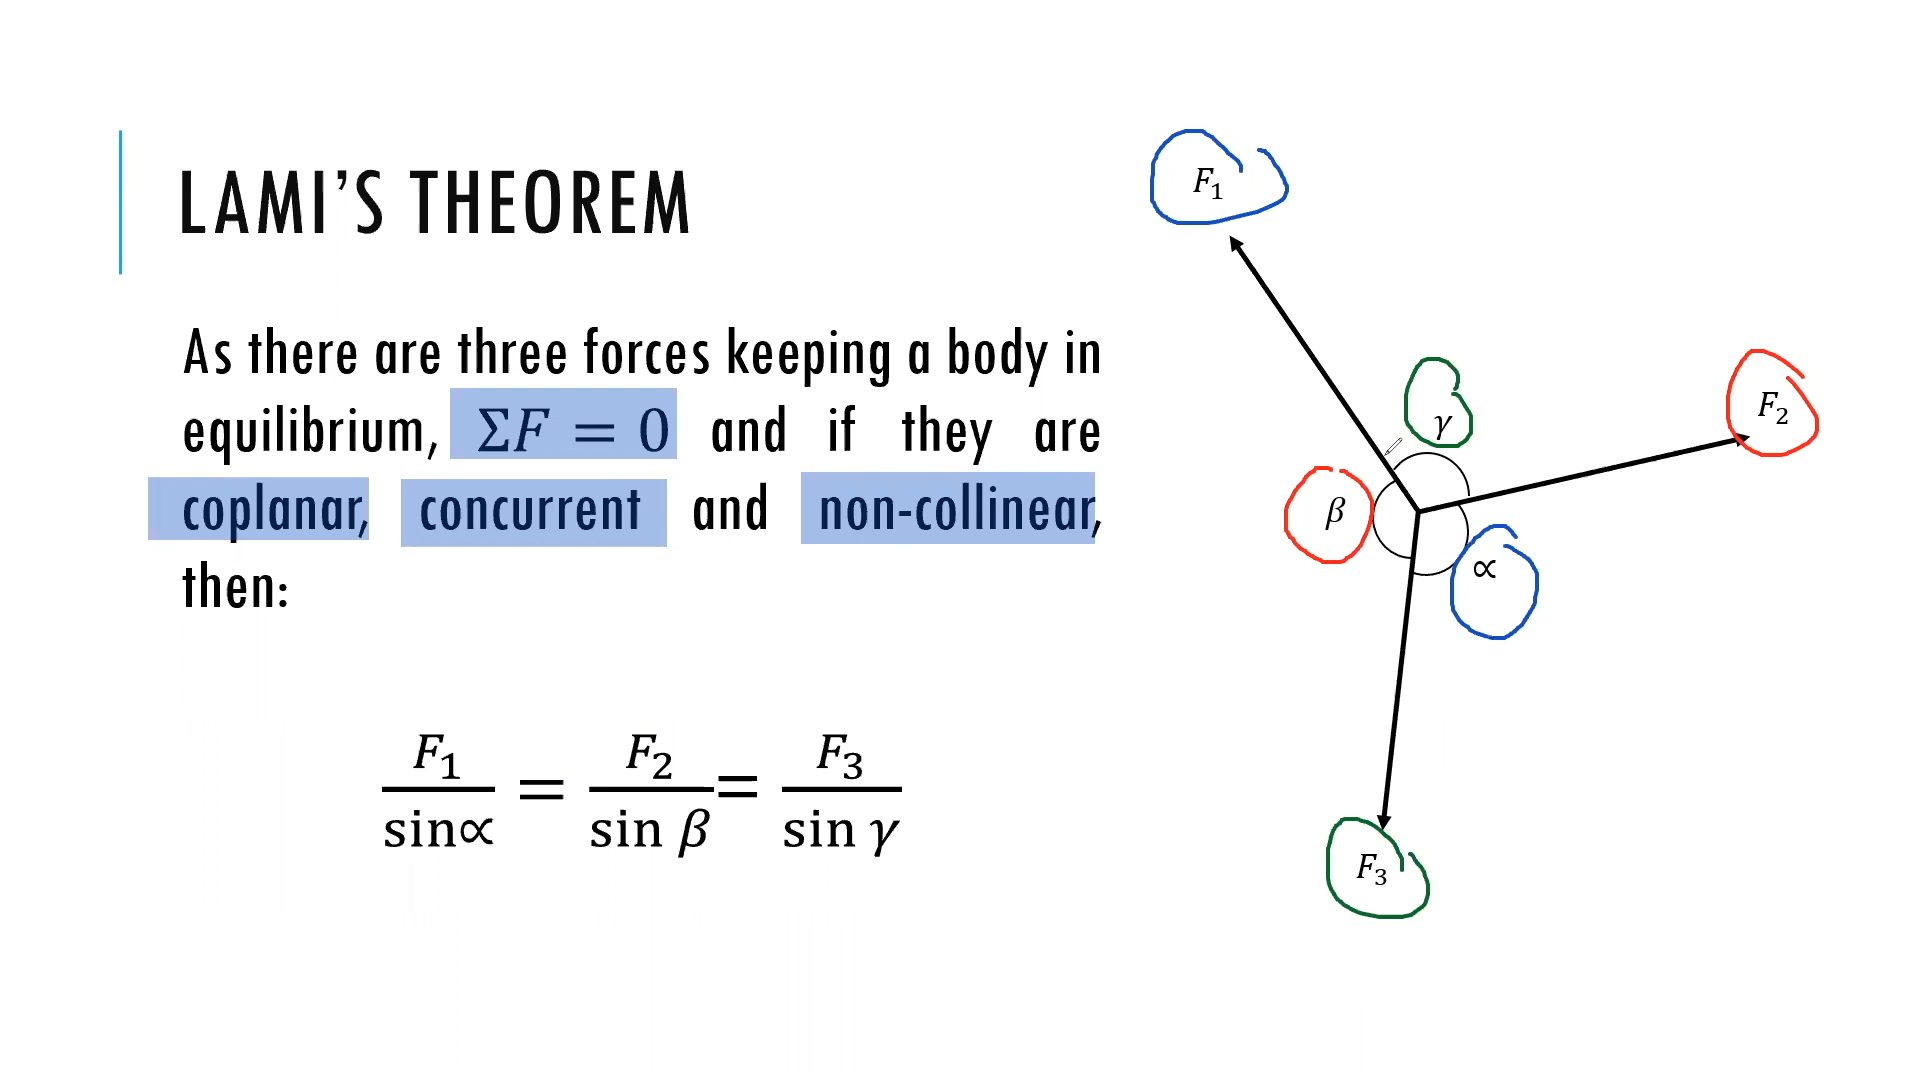 LAMI’S THEOREM
As there are three forces keeping a body in
equilibrium, ΣF = 0 and if they are
coplanar, concurrent and non-collinear,
then:
F₁/sin∝ = F₂/sin β = F₃/sin γ
F₁
F₂
γ
β
∝
F₃